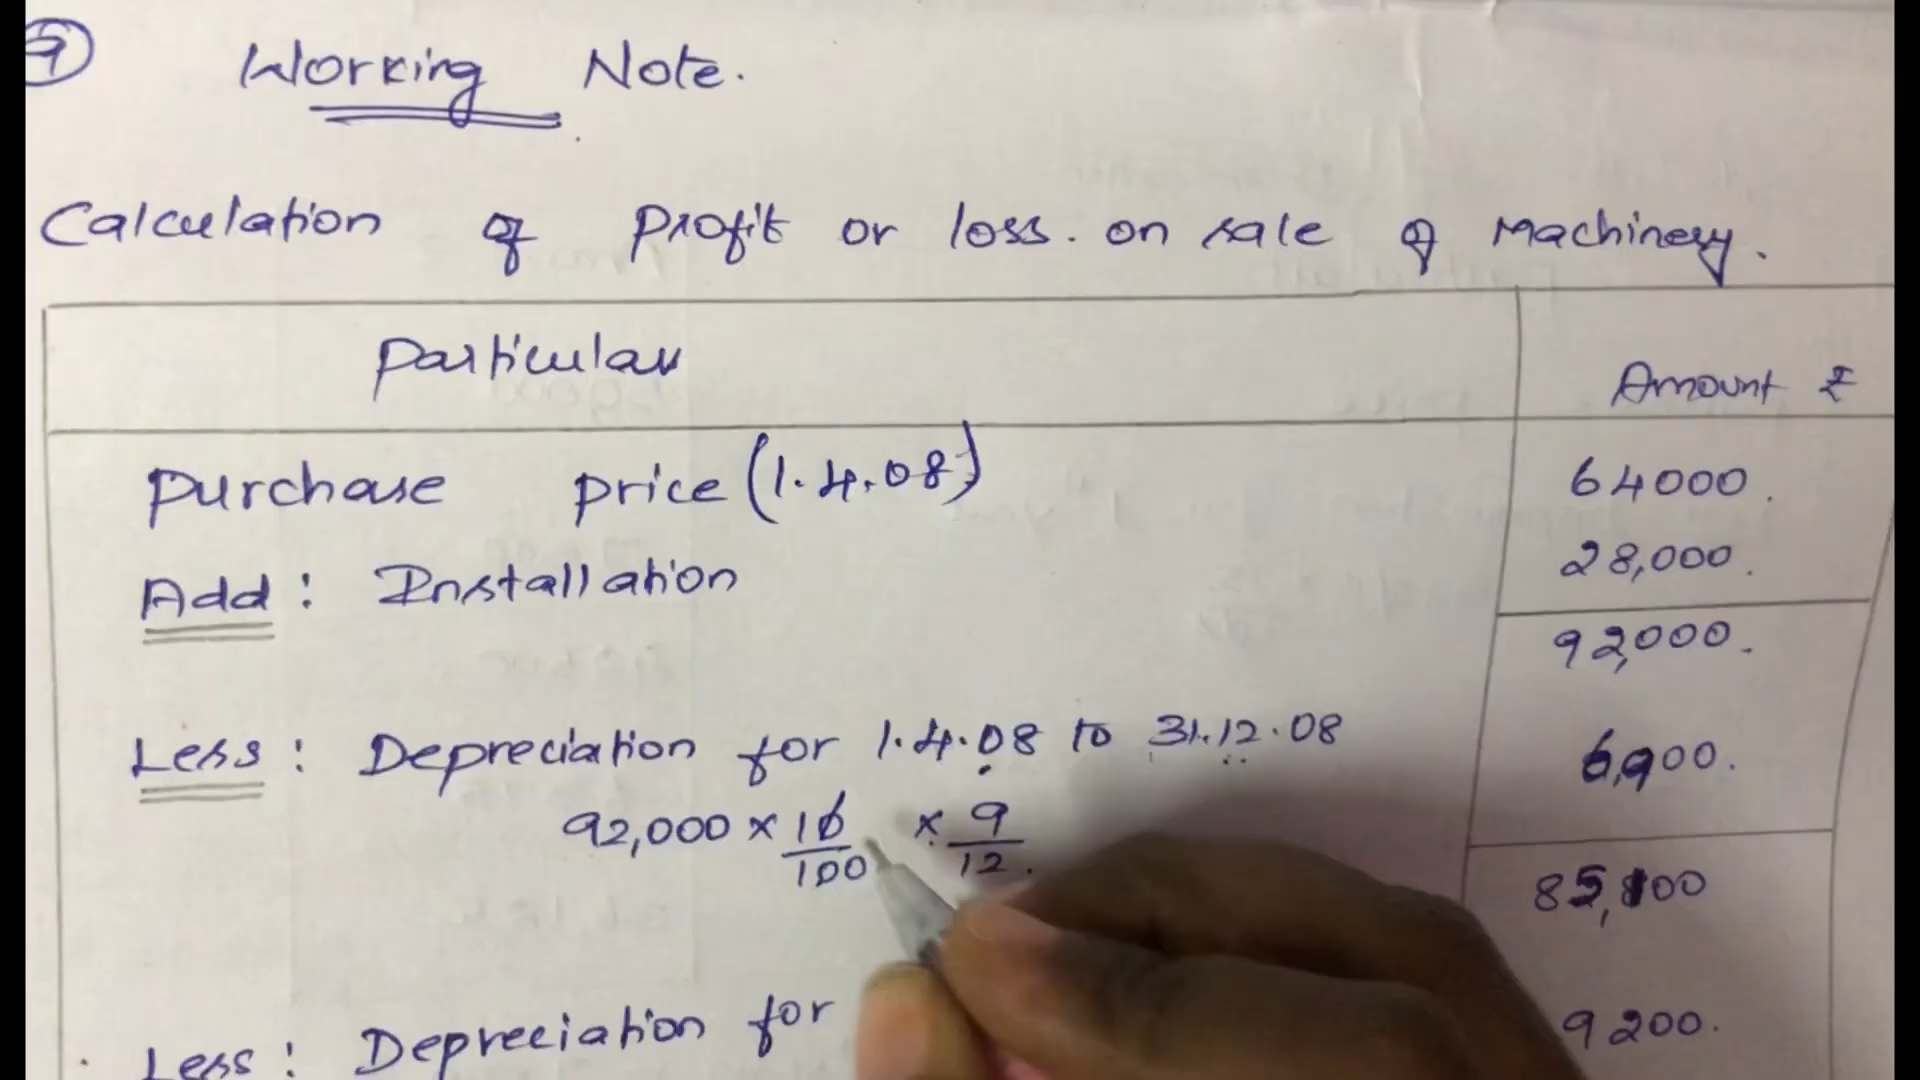 Working Note.
Calculation of Profit or loss. on sale of Machinery.
Particulars Amount ₹
Purchase price (1.4.08) 64000.
Add: Installation 28,000.
92,000.
Less: Depreciation for 1.4.08 to 31.12.08 6,900.
92,000 × 10/100 × 9/12.
85,100
Less: Depreciation for 9200.